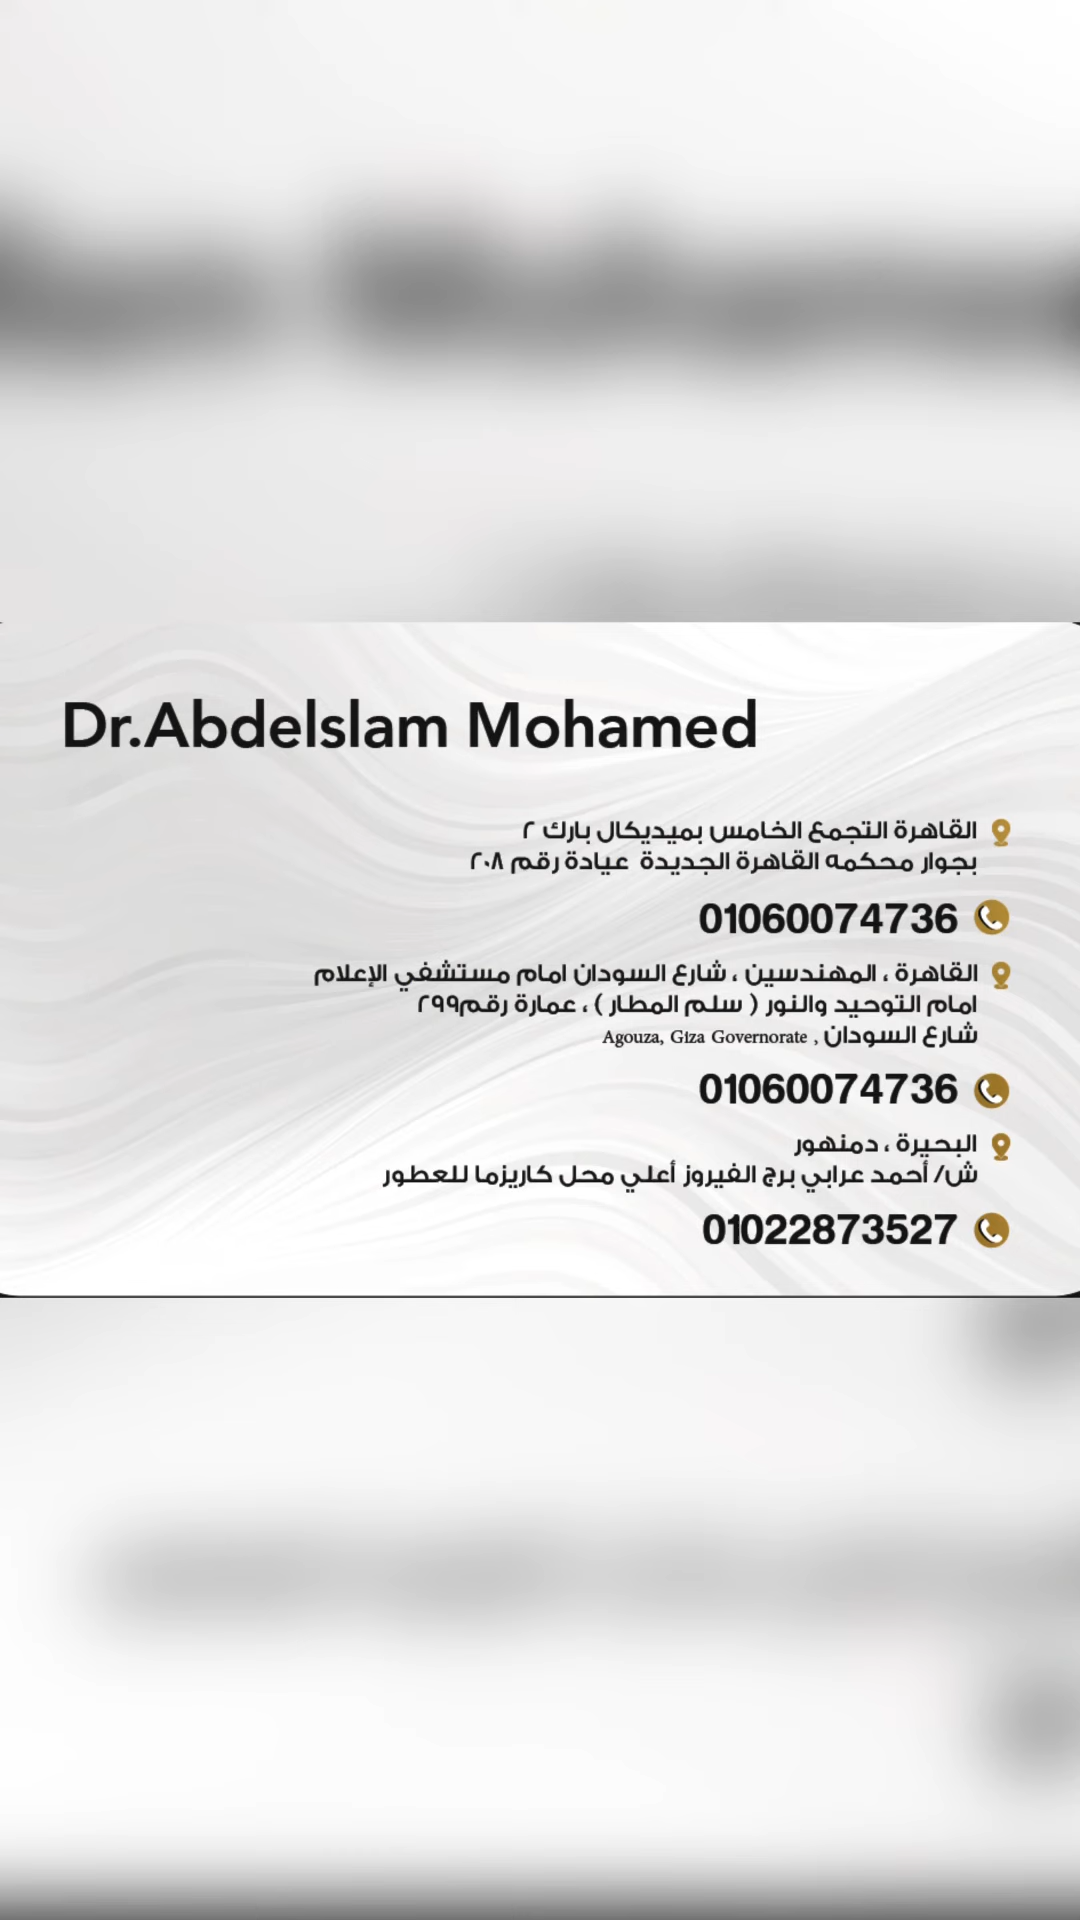 Dr.Abdelslam Mohamed
القاهرة التجمع الخامس بميديكال بارك ٢
بجوار محكمه القاهرة الجديدة عيادة رقم ٢٠٨
01060074736
القاهرة ، المهندسين ، شارع السودان امام مستشفي الإعلام
امام التوحيد والنور ( سلم المطار ) ، عمارة رقم٢٩٩
شارع السودان , Agouza, Giza Governorate
01060074736
البحيرة ، دمنهور
ش/ أحمد عرابي برج الفيروز أعلي محل كاريزما للعطور
01022873527